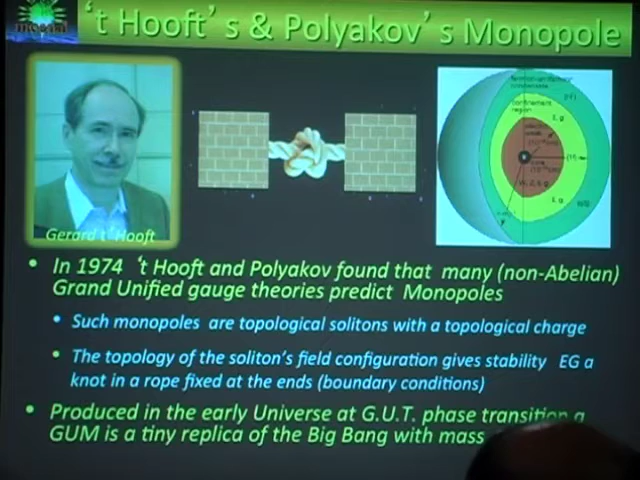 't Hooft's & Polyakov's Monopole
Gerard t'Hooft
confinement
region
• In 1974 't Hooft and Polyakov found that many (non-Abelian)
Grand Unified gauge theories predict Monopoles
• Such monopoles are topological solitons with a topological charge
• The topology of the soliton's field configuration gives stability EG a
knot in a rope fixed at the ends (boundary conditions)
• Produced in the early Universe at G.U.T. phase transition a
GUM is a tiny replica of the Big Bang with mass